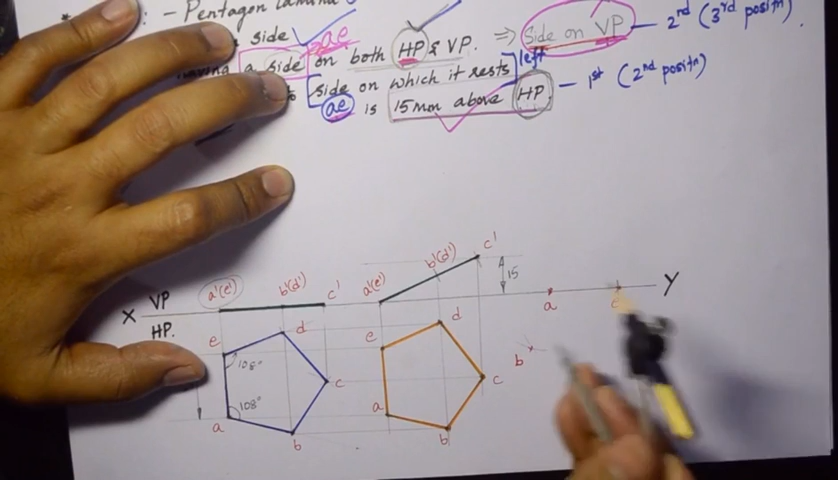 : - Pentagon
side ae
having a side on both HP & VP. ⇒ Side on VP — 2nd (3rd positn).
side on which it rests left
ae is 15mm above HP. — 1st (2nd positn)
a'(e') b'(d') c' a'(e') b'(d') c' 15
X VP Y
HP.
a
e d e d
108° b
c c
a 108° a
b b